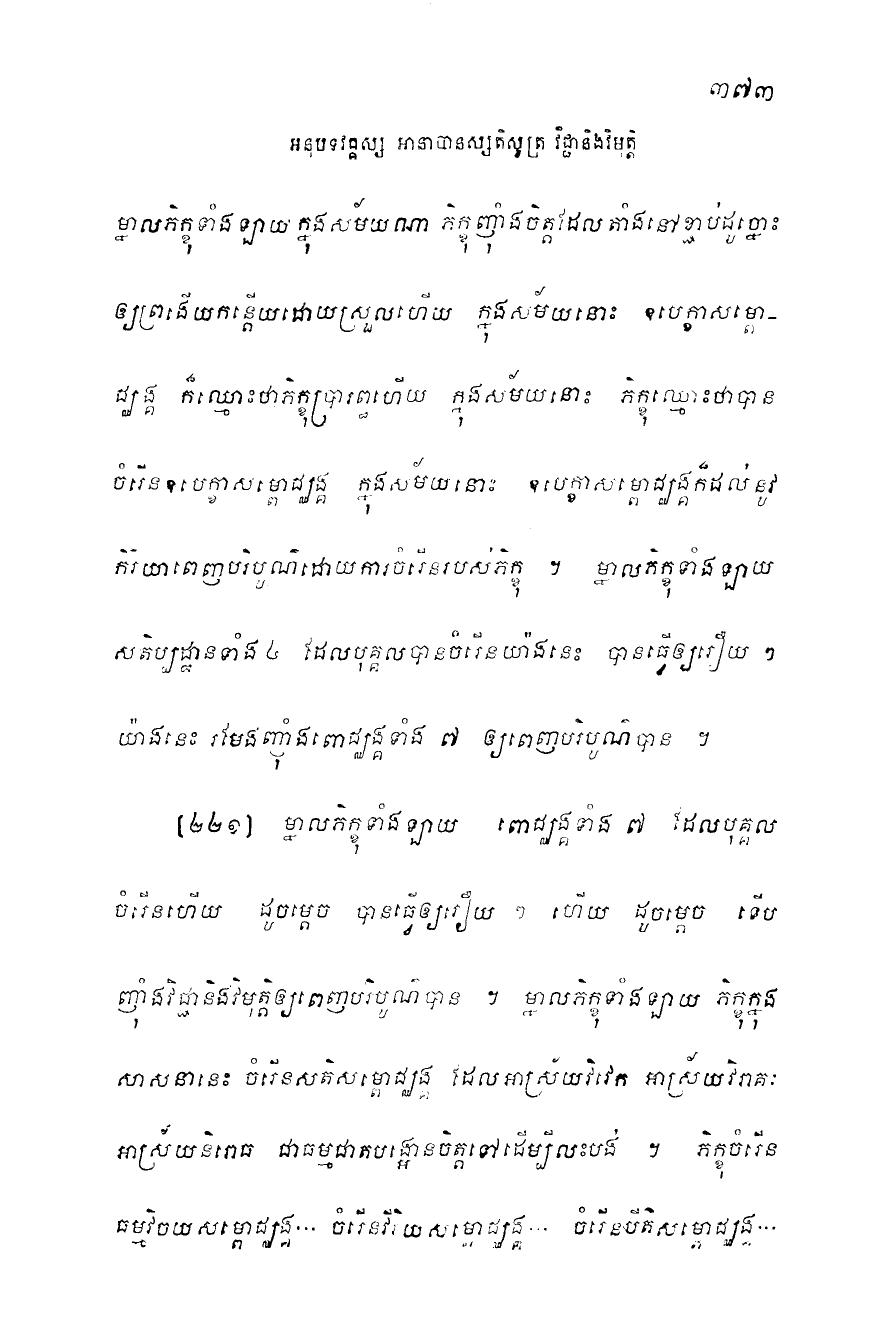 ៣៧៣
អនុបទវគ្គស្ស អានាបានស្សតិសូត្រ វិជ្ជានិងវិមុត្តិ
ម្នាលភិក្ខុទាំងឡាយ ក្នុងសម័យណា ភិក្ខុញ៉ាំងចិត្តដែលតាំងនៅខ្ជាប់ដូច្នោះ
ឲ្យព្រងើយកន្តើយដោយស្រួលហើយ ក្នុងសម័យនោះ ឧបេក្ខាសម្ពោ-
ជ្ឈង្គ ក៏ឈ្មោះថាភិក្ខុប្រារព្ធហើយ ក្នុងសម័យនោះ ភិក្ខុឈ្មោះថាបាន
ចំរើនឧបេក្ខាសម្ពោជ្ឈង្គ ក្នុងសម័យនោះ ឧបេក្ខាសម្ពោជ្ឈង្គក៏ដល់នូវ
កិរិយាពេញបរិបូណ៌ដោយការចំរើនរបស់ភិក្ខុ ។ ម្នាលភិក្ខុទាំងឡាយ
សតិប្បដ្ឋានទាំង ៤ ដែលបុគ្គលបានចំរើនយ៉ាងនេះ បានធ្វើឲ្យរឿយ ៗ
យ៉ាងនេះ រមែងញ៉ាំងពោជ្ឈង្គទាំង ៧ ឲ្យពេញបរិបូណ៌បាន ។
[២២១] ម្នាលភិក្ខុទាំងឡាយ ពោជ្ឈង្គទាំង ៧ ដែលបុគ្គល
ចំរើនហើយ ដូចម្តេច បានធ្វើឲ្យរឿយ ៗ ហើយ ដូចម្តេច ទើប
ញ៉ាំងវិជ្ជានិងវិមុត្តិឲ្យពេញបរិបូណ៌បាន ។ ម្នាលភិក្ខុទាំងឡាយ ភិក្ខុក្នុង
សាសនានេះ ចំរើនសតិសម្ពោជ្ឈង្គ ដែលអាស្រ័យវិវេក អាស្រ័យវិរាគៈ
អាស្រ័យនិរោធ ជាធម្មជាតបង្អោនចិត្តទៅដើម្បីលះបង់ ។ ភិក្ខុចំរើន
ធម្មវិចយសម្ពោជ្ឈង្គ... ចំរើនវីរិយសម្ពោជ្ឈង្គ... ចំរើនបីតិសម្ពោជ្ឈង្គ...